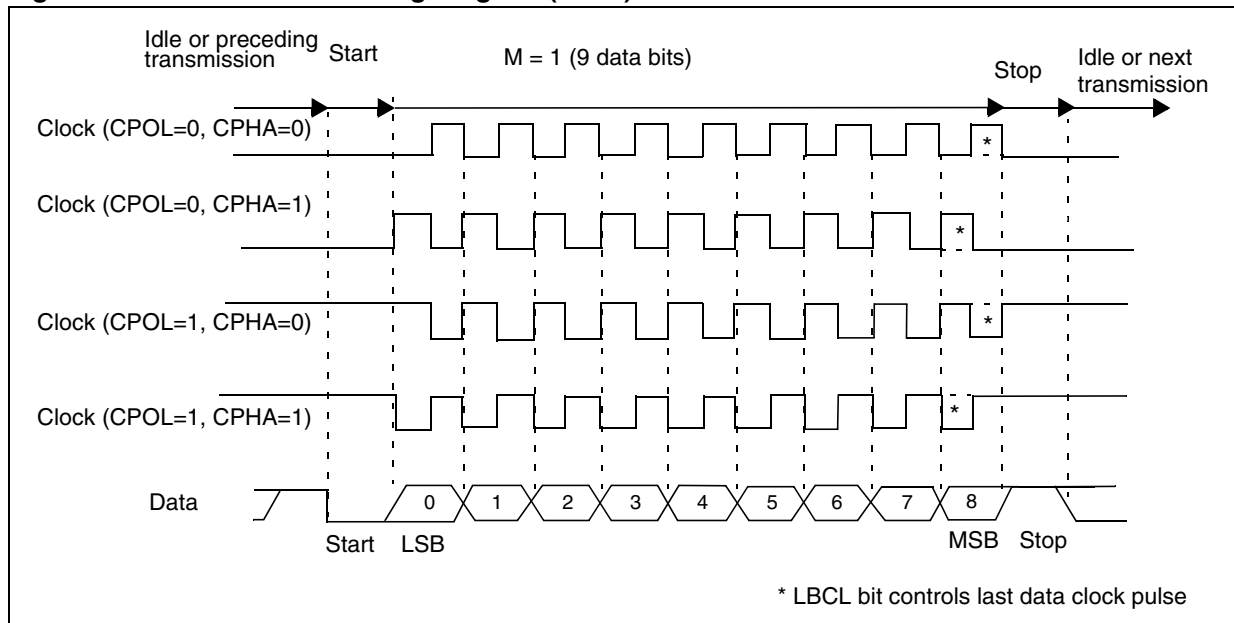 Idle or preceding
transmission
Start
M = 1 (9 data bits)
Stop
Idle or next
transmission
Clock (CPOL=0, CPHA=0)
*
Clock (CPOL=0, CPHA=1)
*
Clock (CPOL=1, CPHA=0)
*
Clock (CPOL=1, CPHA=1)
*
Data
0 1 2 3 4 5 6 7 8
Start LSB MSB Stop
* LBCL bit controls last data clock pulse